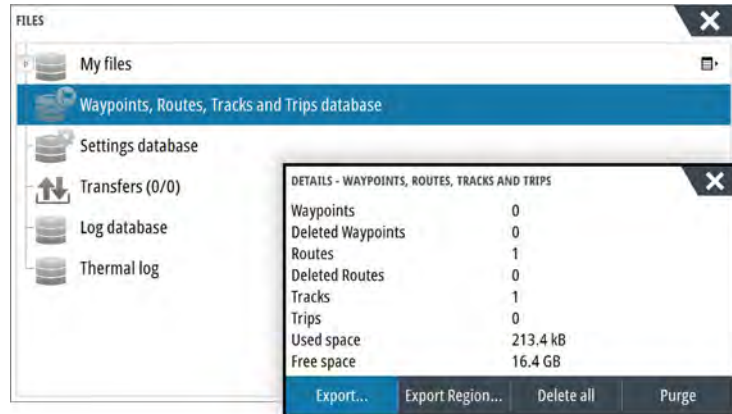 FILES
My files
Waypoints, Routes, Tracks and Trips database
Settings database
Transfers (0/0)
Log database
Thermal log
DETAILS - WAYPOINTS, ROUTES, TRACKS AND TRIPS
Waypoints 0
Deleted Waypoints 0
Routes 1
Deleted Routes 0
Tracks 1
Trips 0
Used space 213.4 kB
Free space 16.4 GB
Export... Export Region... Delete all Purge